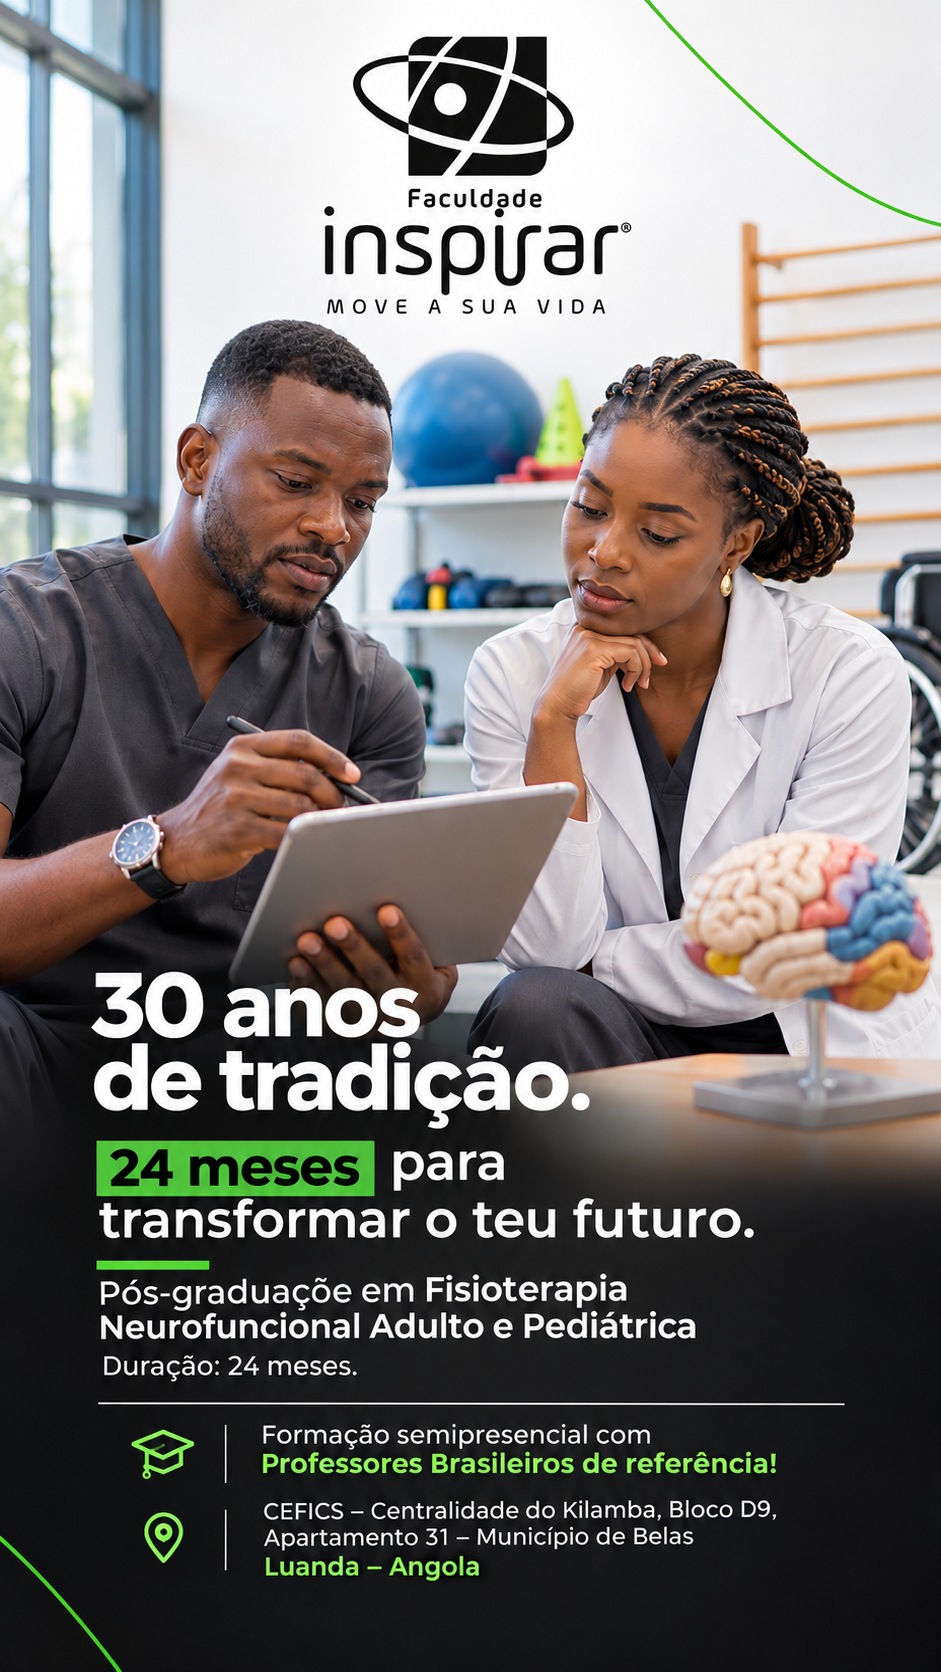 Faculdade
inspirar®
MOVE A SUA VIDA
30 anos
de tradição.
24 meses para
transformar o teu futuro.
Pós-graduaçõe em Fisioterapia
Neurofuncional Adulto e Pediátrica
Duração: 24 meses.
Formação semipresencial com
Professores Brasileiros de referência!
CEFICS – Centralidade do Kilamba, Bloco D9,
Apartamento 31 – Município de Belas
Luanda – Angola